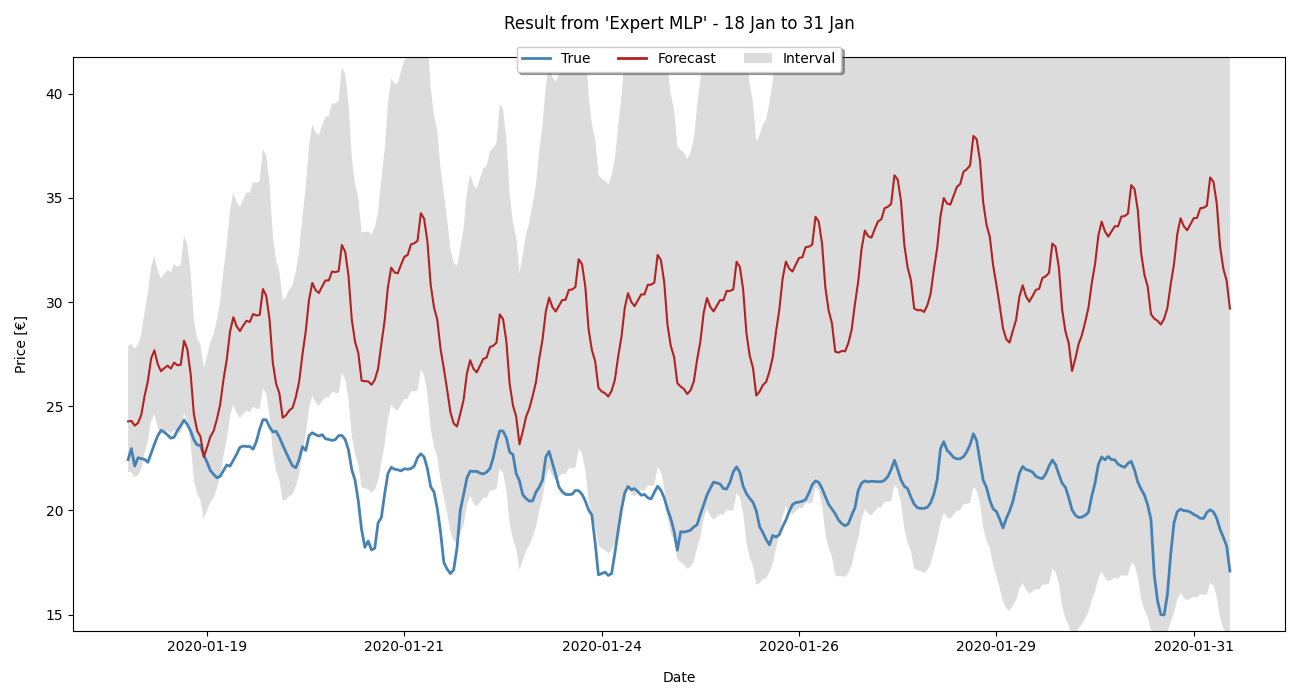 Result from 'Expert MLP' - 18 Jan to 31 Jan
True Forecast Interval
Price [€]
40
35
30
25
20
15
2020-01-19 2020-01-21 2020-01-24 2020-01-26 2020-01-29 2020-01-31
Date